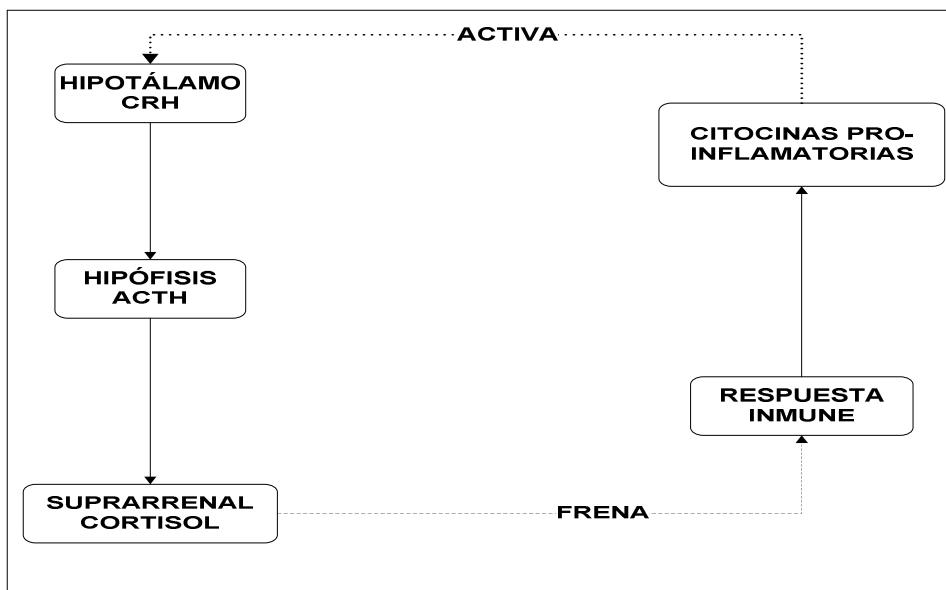 ACTIVA
HIPOTÁLAMO
CRH
CITOCINAS PRO-
INFLAMATORIAS
HIPÓFISIS
ACTH
RESPUESTA
INMUNE
SUPRARRENAL
CORTISOL
FRENA